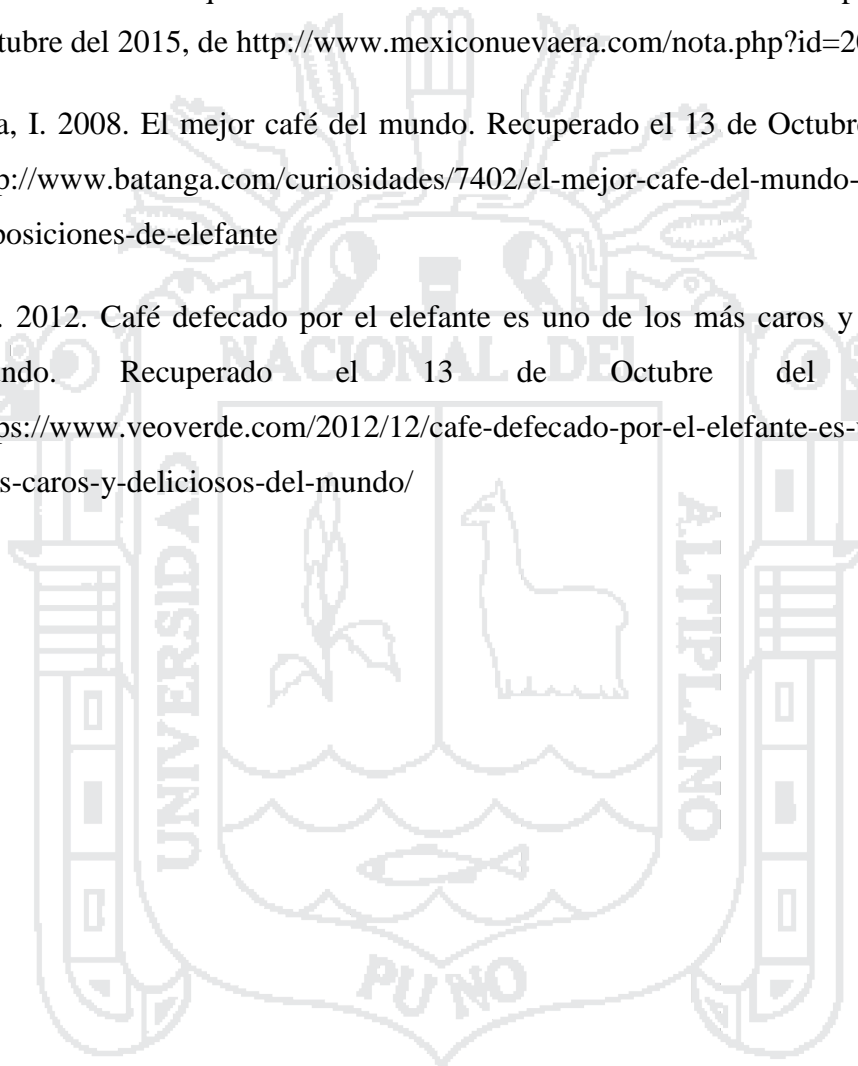 tubre del 2015, de http://www.mexiconuevaera.com/nota.php?id=20
a, I. 2008. El mejor café del mundo. Recuperado el 13 de Octubre
p://www.batanga.com/curiosidades/7402/el-mejor-cafe-del-mundo-
posiciones-de-elefante
. 2012. Café defecado por el elefante es uno de los más caros y
ndo. Recuperado el 13 de Octubre del
ps://www.veoverde.com/2012/12/cafe-defecado-por-el-elefante-es-
s-caros-y-deliciosos-del-mundo/
NACIONAL DEL
UNIVERSIDAD
ALTIPLANO
PUNO